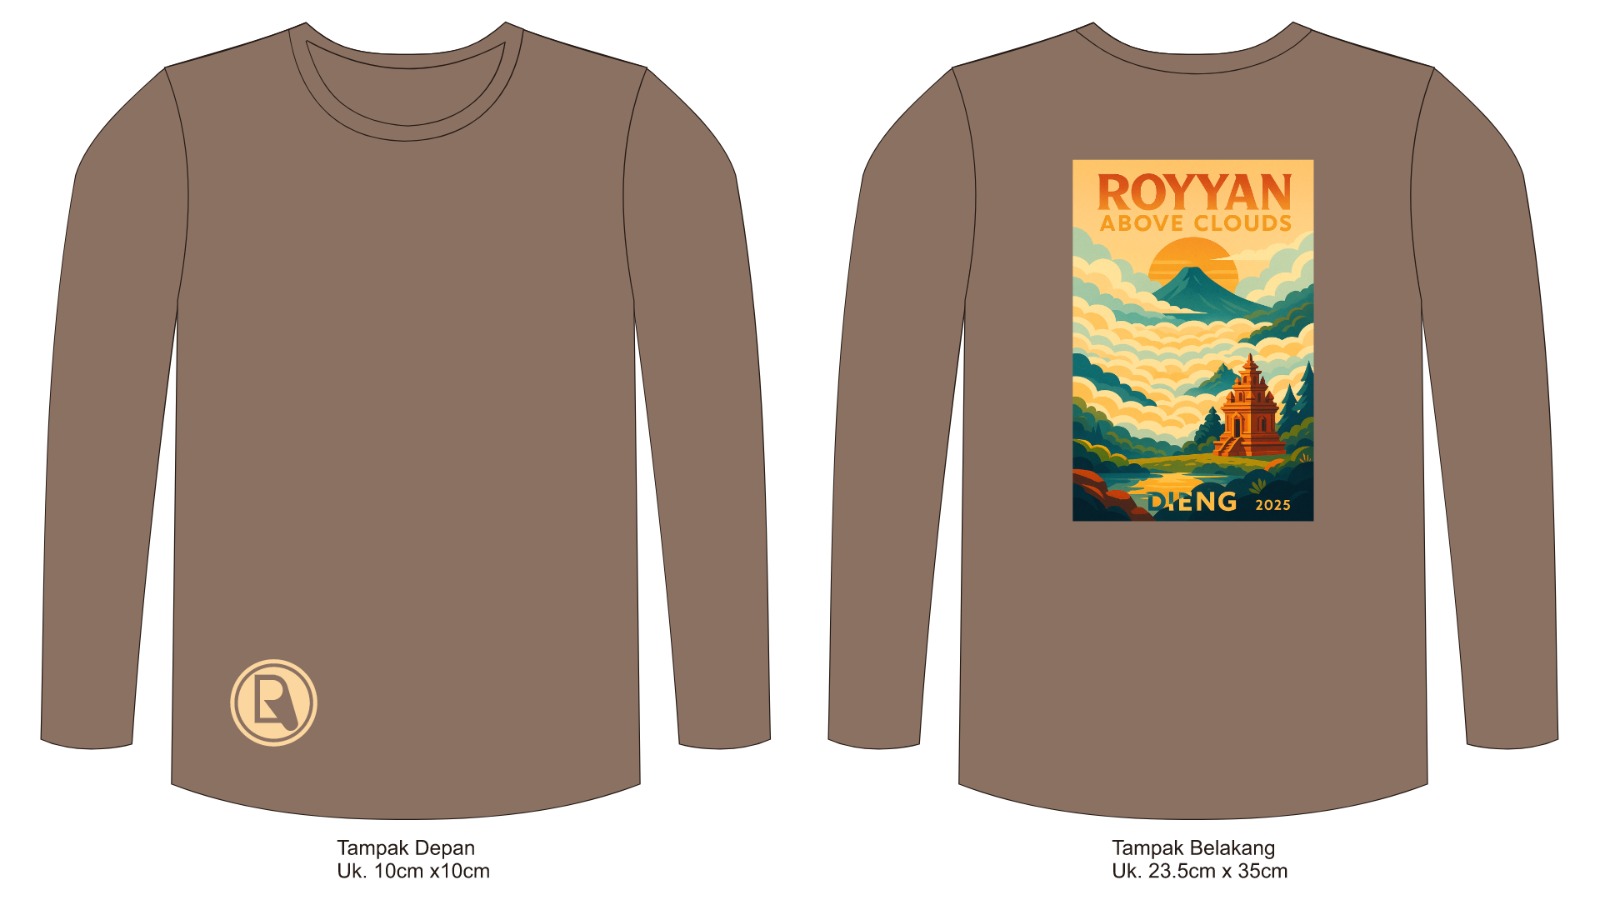 ROYYAN
ABOVE CLOUDS
DIENG 2025
Tampak Depan
Uk. 10cm x10cm
Tampak Belakang
Uk. 23.5cm x 35cm